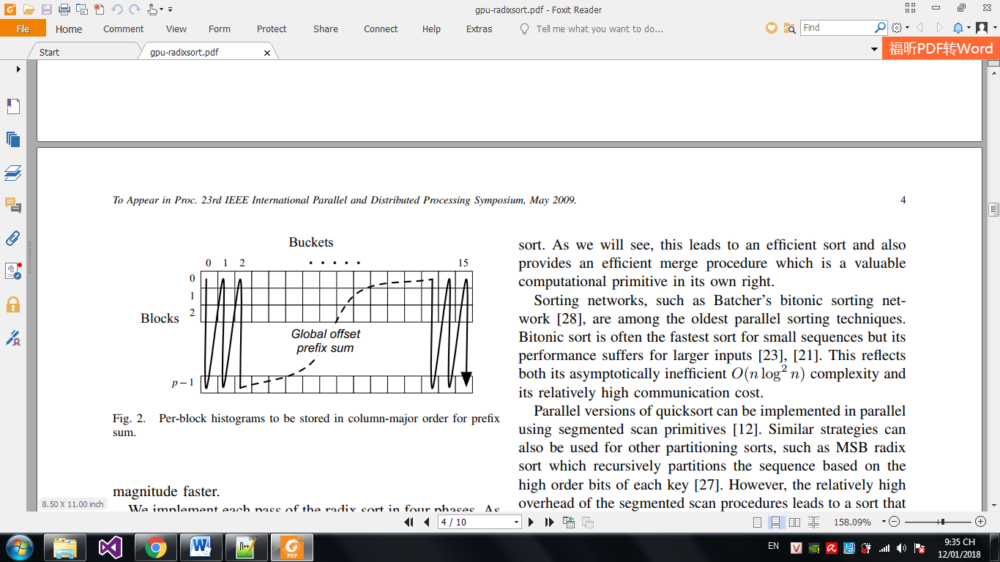 gpu-radixsort.pdf - Foxit Reader
File Home Comment View Form Protect Share Connect Help Extras Tell me what you want to do... Find
Start gpu-radixsort.pdf x 福昕PDF转Word
To Appear in Proc. 23rd IEEE International Parallel and Distributed Processing Symposium, May 2009. 4
Buckets
0 1 2 • • • • • 15
0
1
Blocks 2
Global offset
prefix sum
p − 1
Fig. 2. Per-block histograms to be stored in column-major order for prefix
sum.
magnitude faster.
We implement each pass of the radix sort in four phases. As
sort. As we will see, this leads to an efficient sort and also
provides an efficient merge procedure which is a valuable
computational primitive in its own right.
Sorting networks, such as Batcher's bitonic sorting net-
work [28], are among the oldest parallel sorting techniques.
Bitonic sort is often the fastest sort for small sequences but its
performance suffers for larger inputs [23], [21]. This reflects
both its asymptotically inefficient O(n log² n) complexity and
its relatively high communication cost.
Parallel versions of quicksort can be implemented in parallel
using segmented scan primitives [12]. Similar strategies can
also be used for other partitioning sorts, such as MSB radix
sort which recursively partitions the sequence based on the
high order bits of each key [27]. However, the relatively high
overhead of the segmented scan procedures leads to a sort that
8.50 X 11.00 inch
4 / 10 158.09%
EN 9:35 CH
12/01/2018